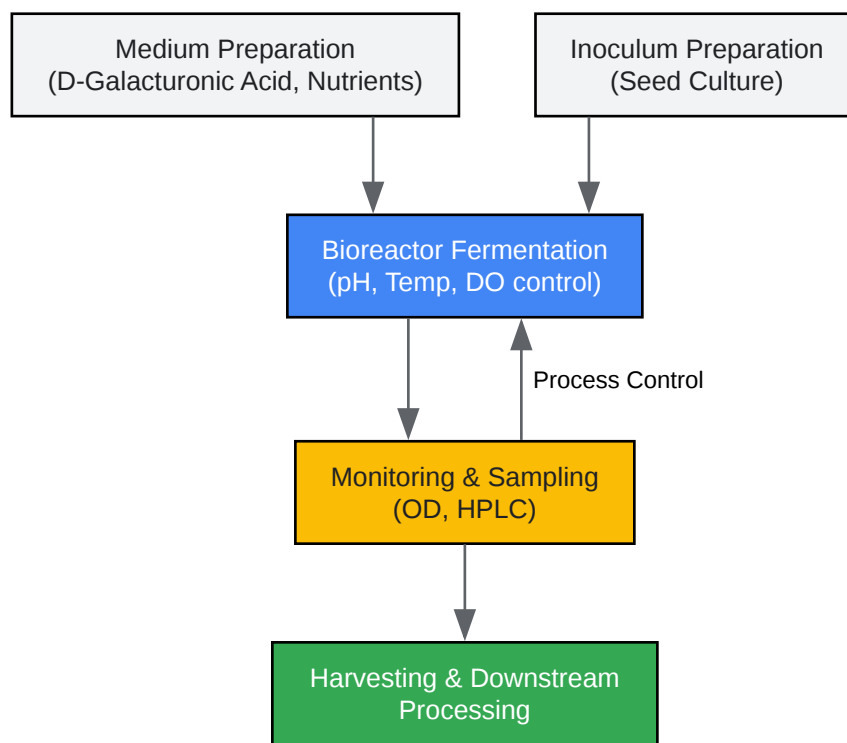 Medium Preparation
(D-Galacturonic Acid, Nutrients)
Inoculum Preparation
(Seed Culture)
Bioreactor Fermentation
(pH, Temp, DO control)
Process Control
Monitoring & Sampling
(OD, HPLC)
Harvesting & Downstream
Processing